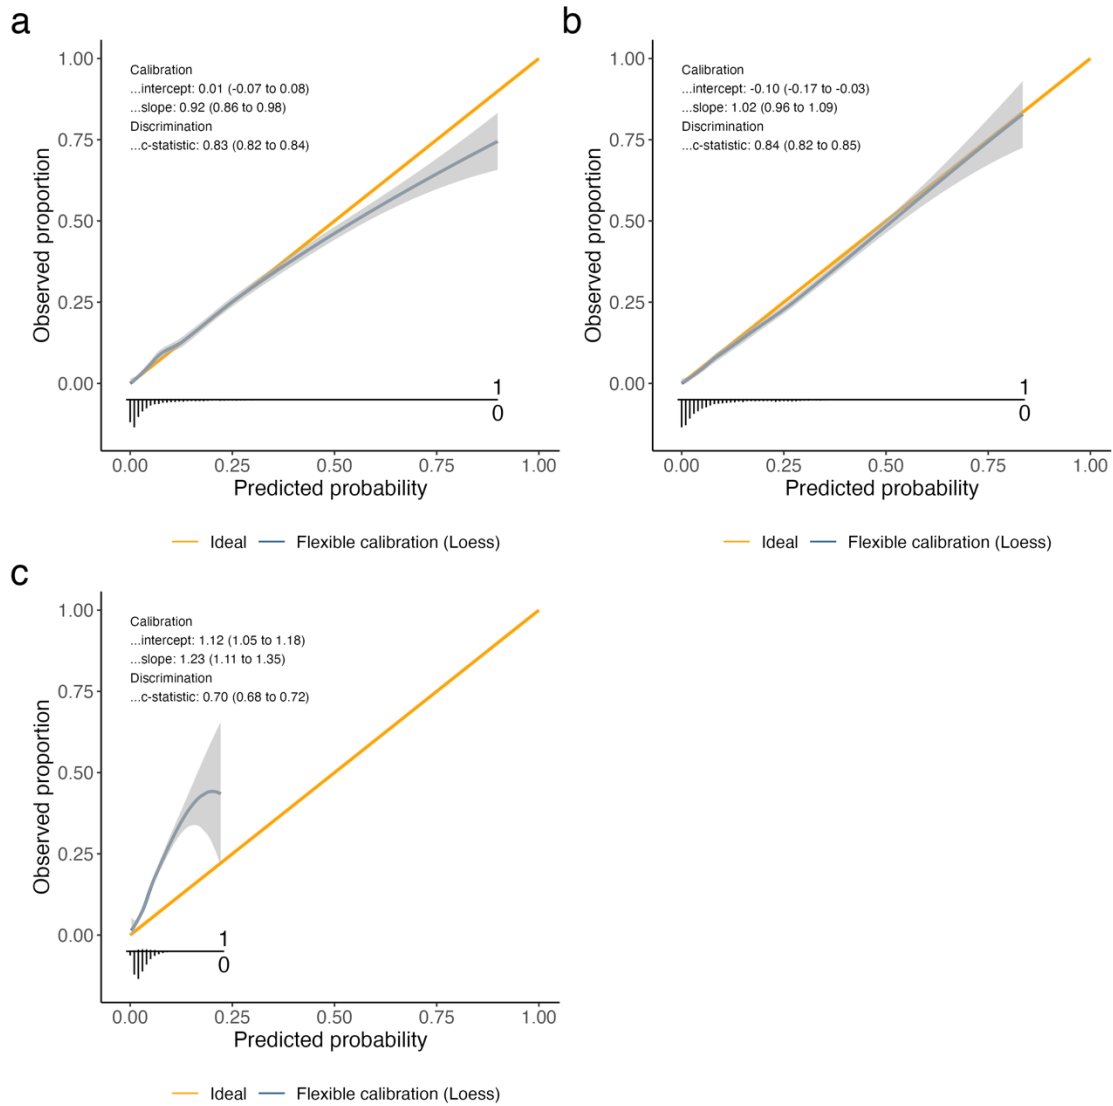 a
1.00
0.75
0.50
0.25
0.00
Observed proportion
Calibration
...intercept: 0.01 (-0.07 to 0.08)
...slope: 0.92 (0.86 to 0.98)
Discrimination
...c-statistic: 0.83 (0.82 to 0.84)
1
0
0.00 0.25 0.50 0.75 1.00
Predicted probability
Ideal Flexible calibration (Loess)
b
1.00
0.75
0.50
0.25
0.00
Observed proportion
Calibration
...intercept: -0.10 (-0.17 to -0.03)
...slope: 1.02 (0.96 to 1.09)
Discrimination
...c-statistic: 0.84 (0.82 to 0.85)
1
0
0.00 0.25 0.50 0.75 1.00
Predicted probability
Ideal Flexible calibration (Loess)
c
1.00
0.75
0.50
0.25
0.00
Observed proportion
Calibration
...intercept: 1.12 (1.05 to 1.18)
...slope: 1.23 (1.11 to 1.35)
Discrimination
...c-statistic: 0.70 (0.68 to 0.72)
1
0
0.00 0.25 0.50 0.75 1.00
Predicted probability
Ideal Flexible calibration (Loess)